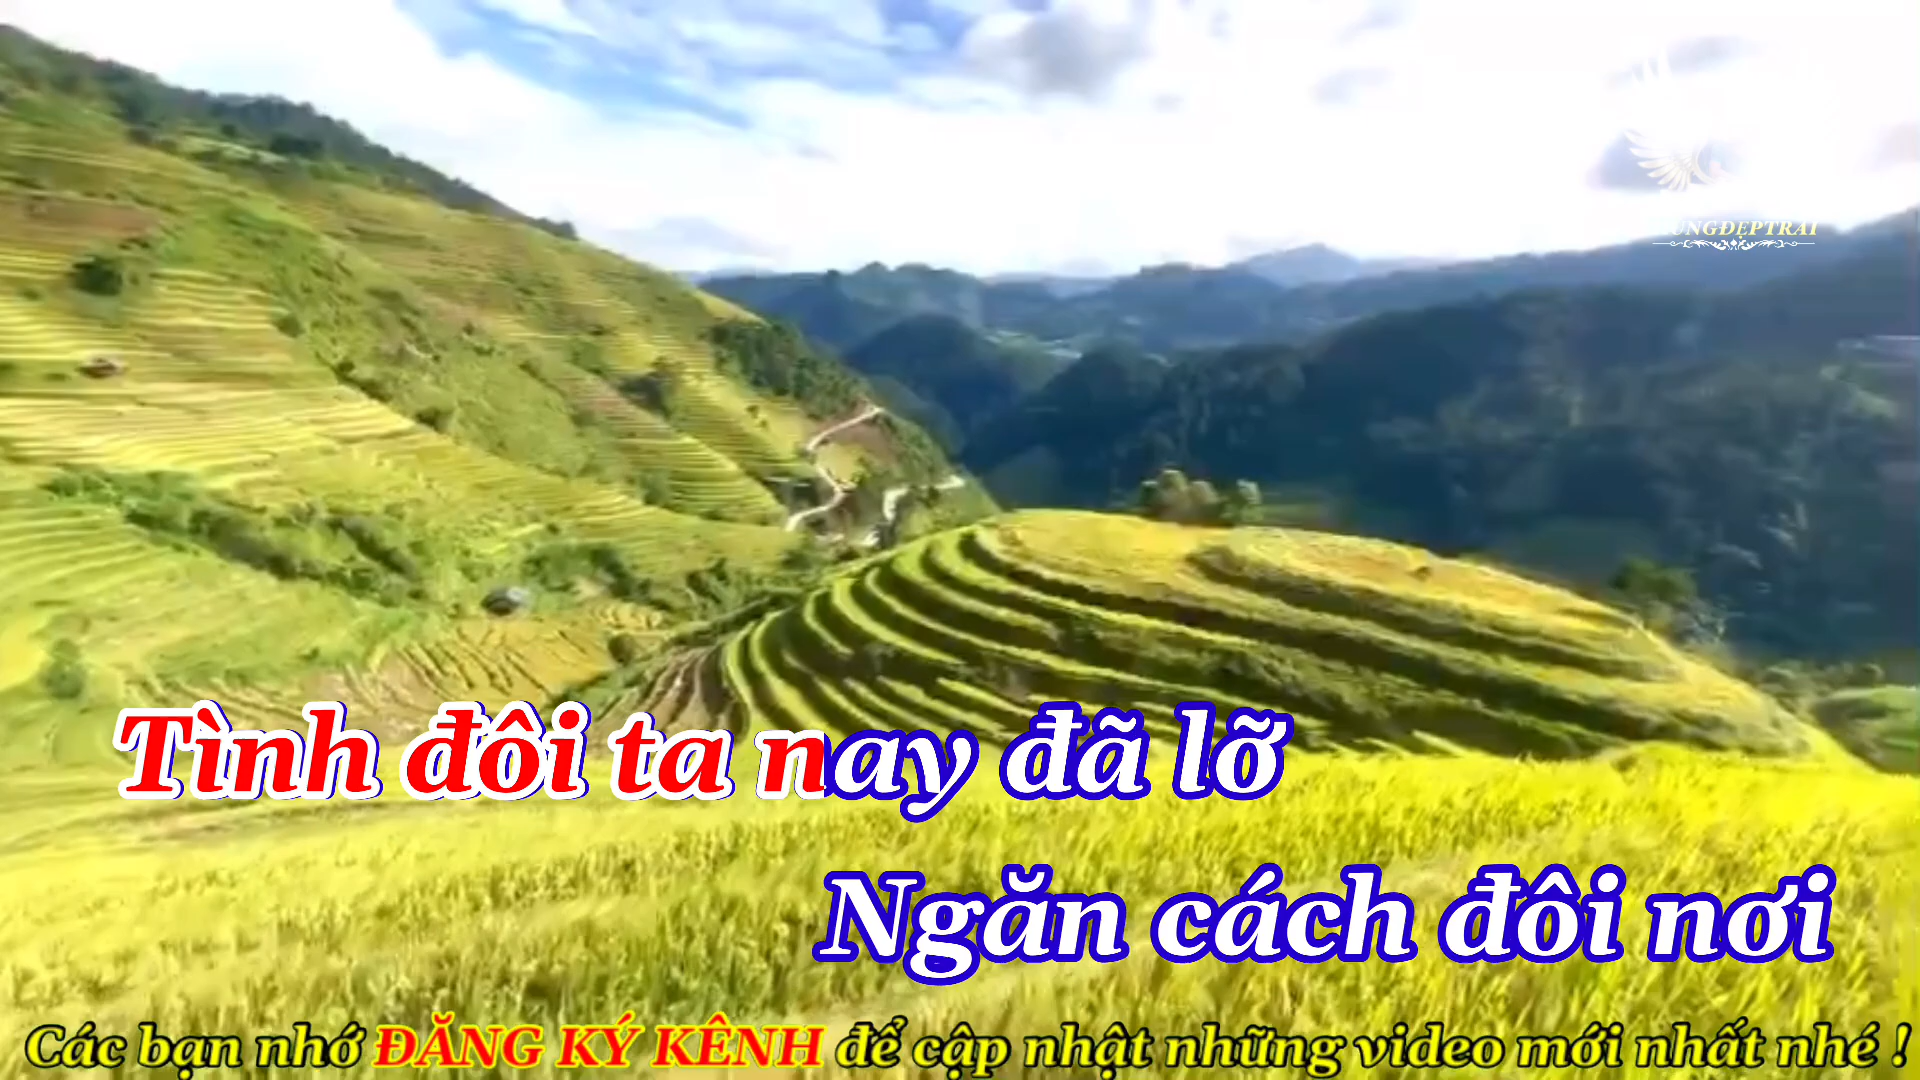 Tình đôi ta nay đã lỡ
Ngăn cách đôi nơi
Các bạn nhớ ĐĂNG KÝ KÊNH để cập nhật những video mới nhất nhé !